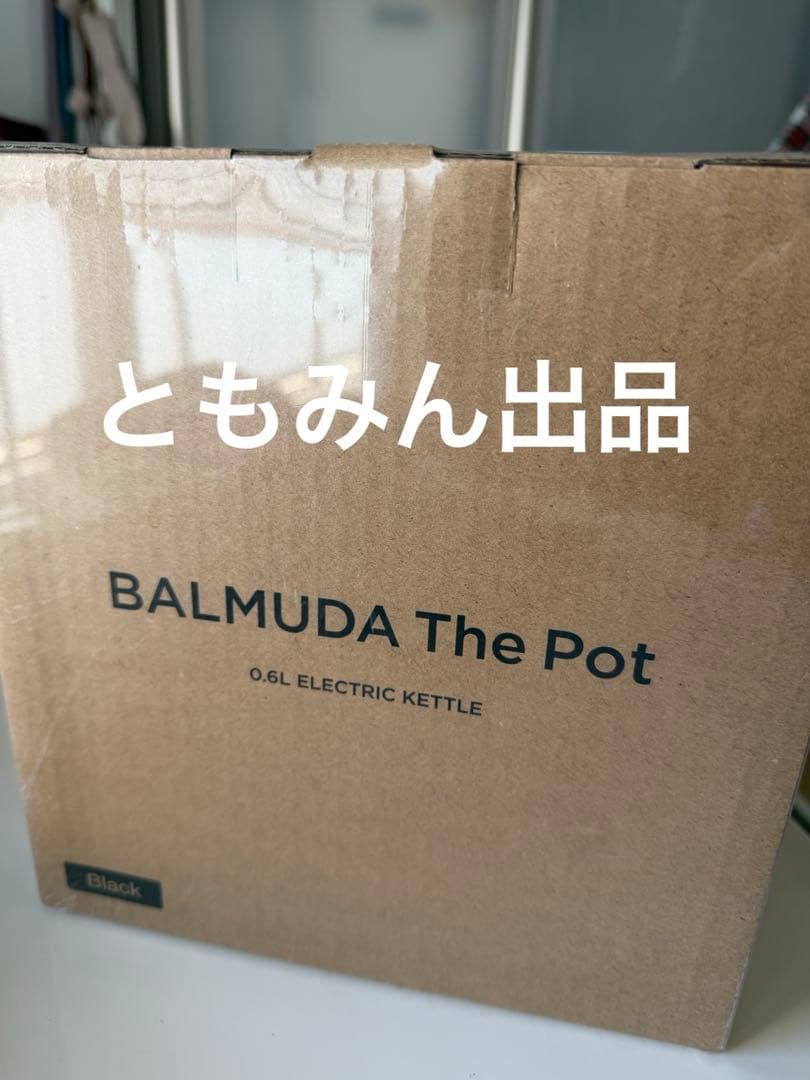 ともみん出品
BALMUDA The Pot
0.6L ELECTRIC KETTLE
Black